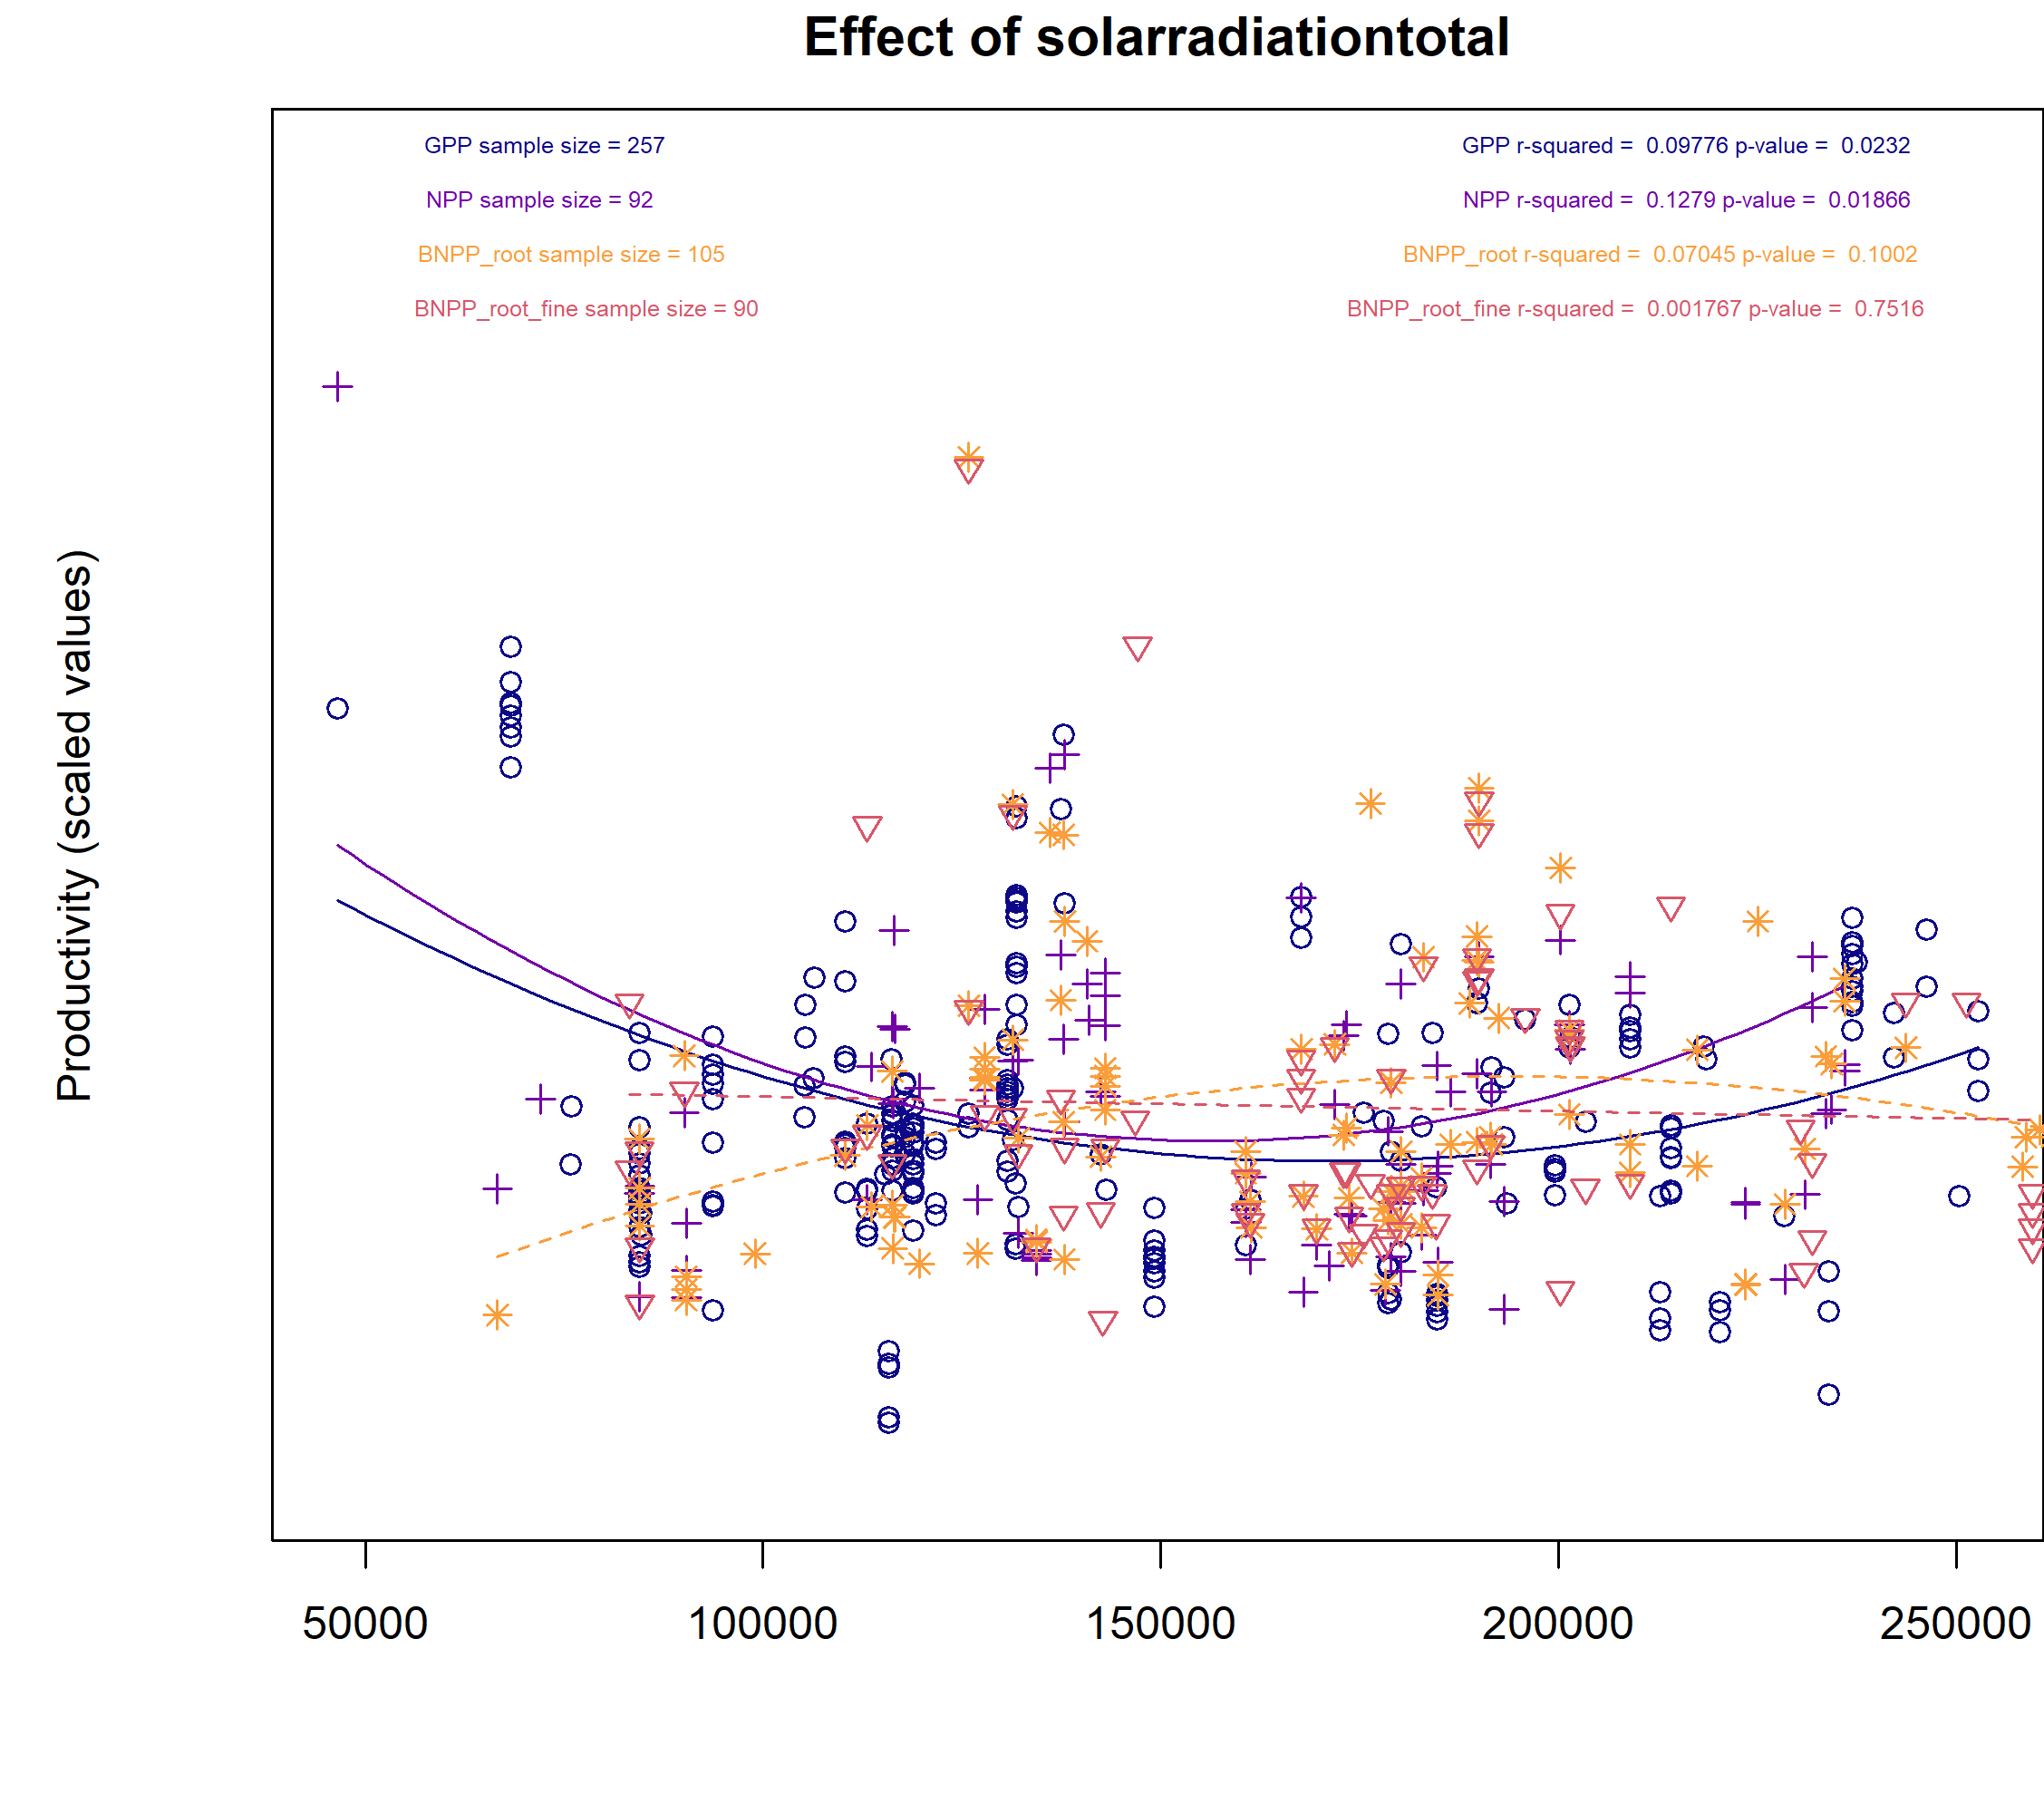 Effect of solarradiationtotal
GPP sample size = 257
GPP r-squared = 0.09776 p-value = 0.0232
NPP sample size = 92
NPP r-squared = 0.1279 p-value = 0.01866
BNPP_root sample size = 105
BNPP_root r-squared = 0.07045 p-value = 0.1002
BNPP_root_fine sample size = 90
BNPP_root_fine r-squared = 0.001767 p-value = 0.7516
Productivity (scaled values)
50000 100000 150000 200000 250000